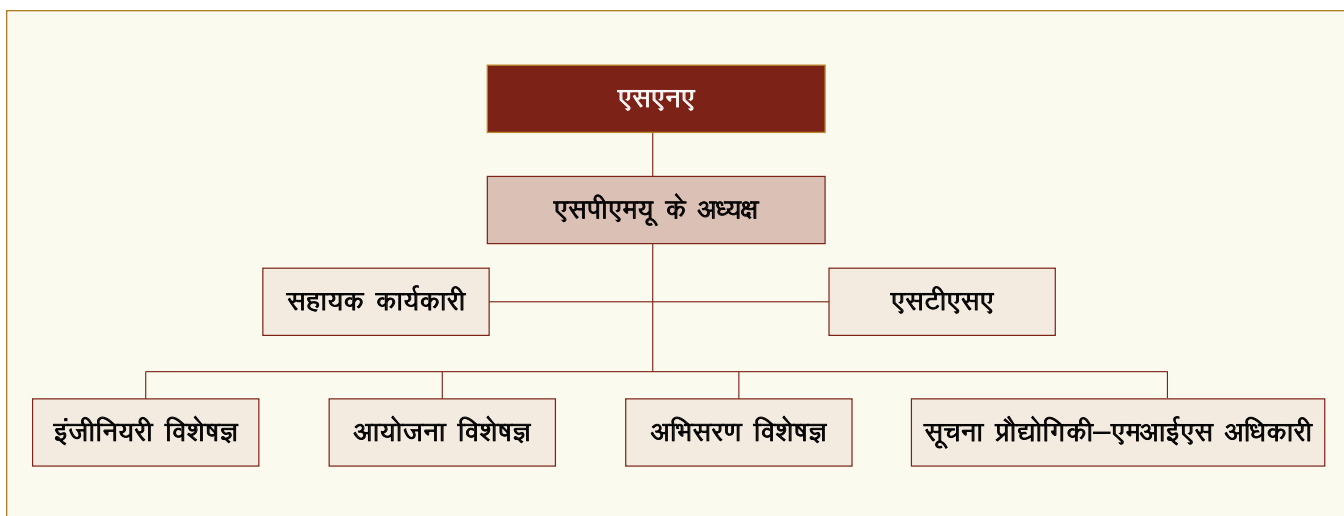 एसएनए
एसपीएमयू के अध्यक्ष
सहायक कार्यकारी
एसटीएसए
इंजीनियरी विशेषज्ञ
आयोजना विशेषज्ञ
अभिसरण विशेषज्ञ
सूचना प्रौद्योगिकी–एमआईएस अधिकारी